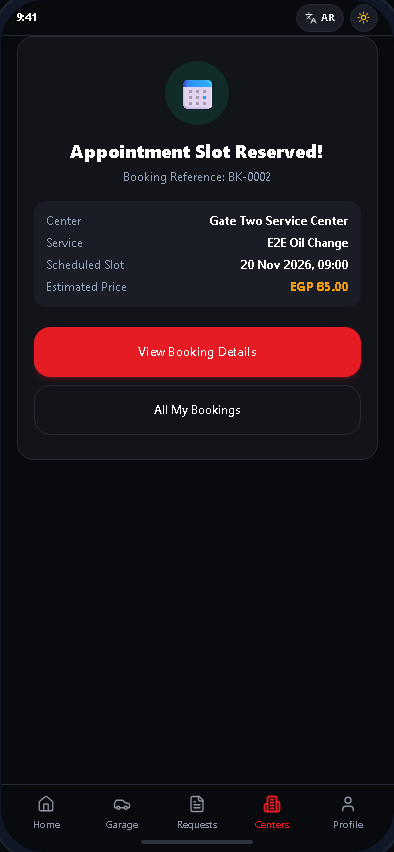 9:41
AR
Appointment Slot Reserved!
Booking Reference: BK-0002
Center Gate Two Service Center
Service E2E Oil Change
Scheduled Slot 20 Nov 2026, 09:00
Estimated Price EGP 85.00
View Booking Details
All My Bookings
Home Garage Requests Centers Profile